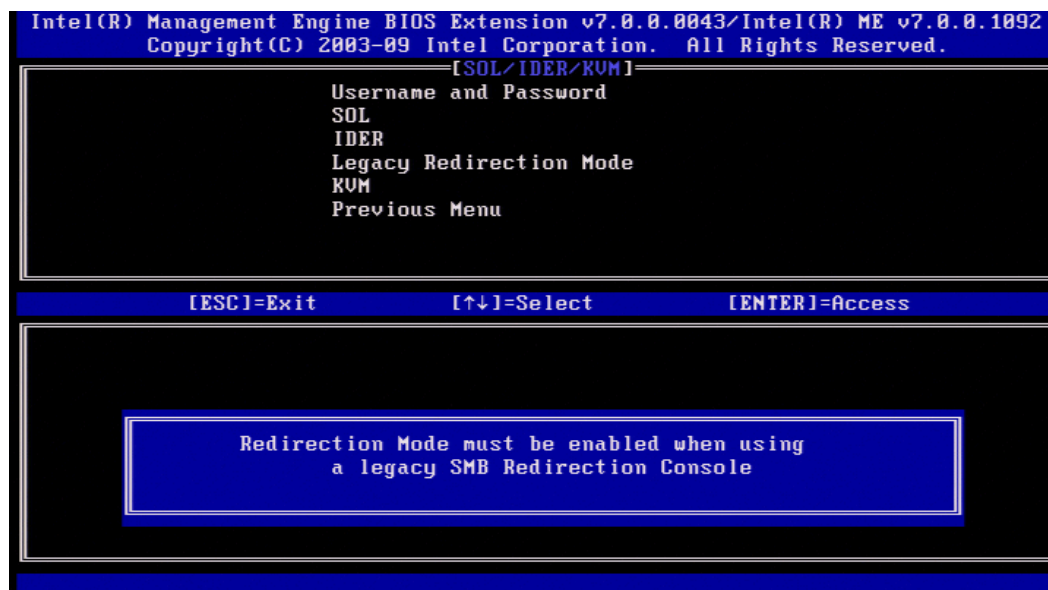 Intel(R) Management Engine BIOS Extension v7.0.0.0043/Intel(R) ME v7.0.0.1092
Copyright(C) 2003-09 Intel Corporation. All Rights Reserved.
[SOL/IDER/KVM]
Username and Password
SOL
IDER
Legacy Redirection Mode
KVM
Previous Menu
[ESC]=Exit [↑↓]=Select [ENTER]=Access
Redirection Mode must be enabled when using
a legacy SMB Redirection Console